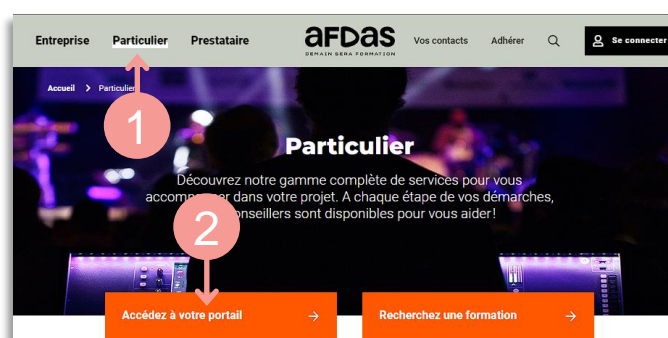 Entreprise Particulier Prestataire afdas Vos contacts Adhérer Se connecter
DEMAIN SERA FORMATION
Accueil > Particulier
1
Particulier
Découvrez notre gamme complète de services pour vous
dans votre projet. A chaque étape de vos démarches,
sont disponibles pour vous aider!
2
Accédez à votre portail → Recherchez une formation →